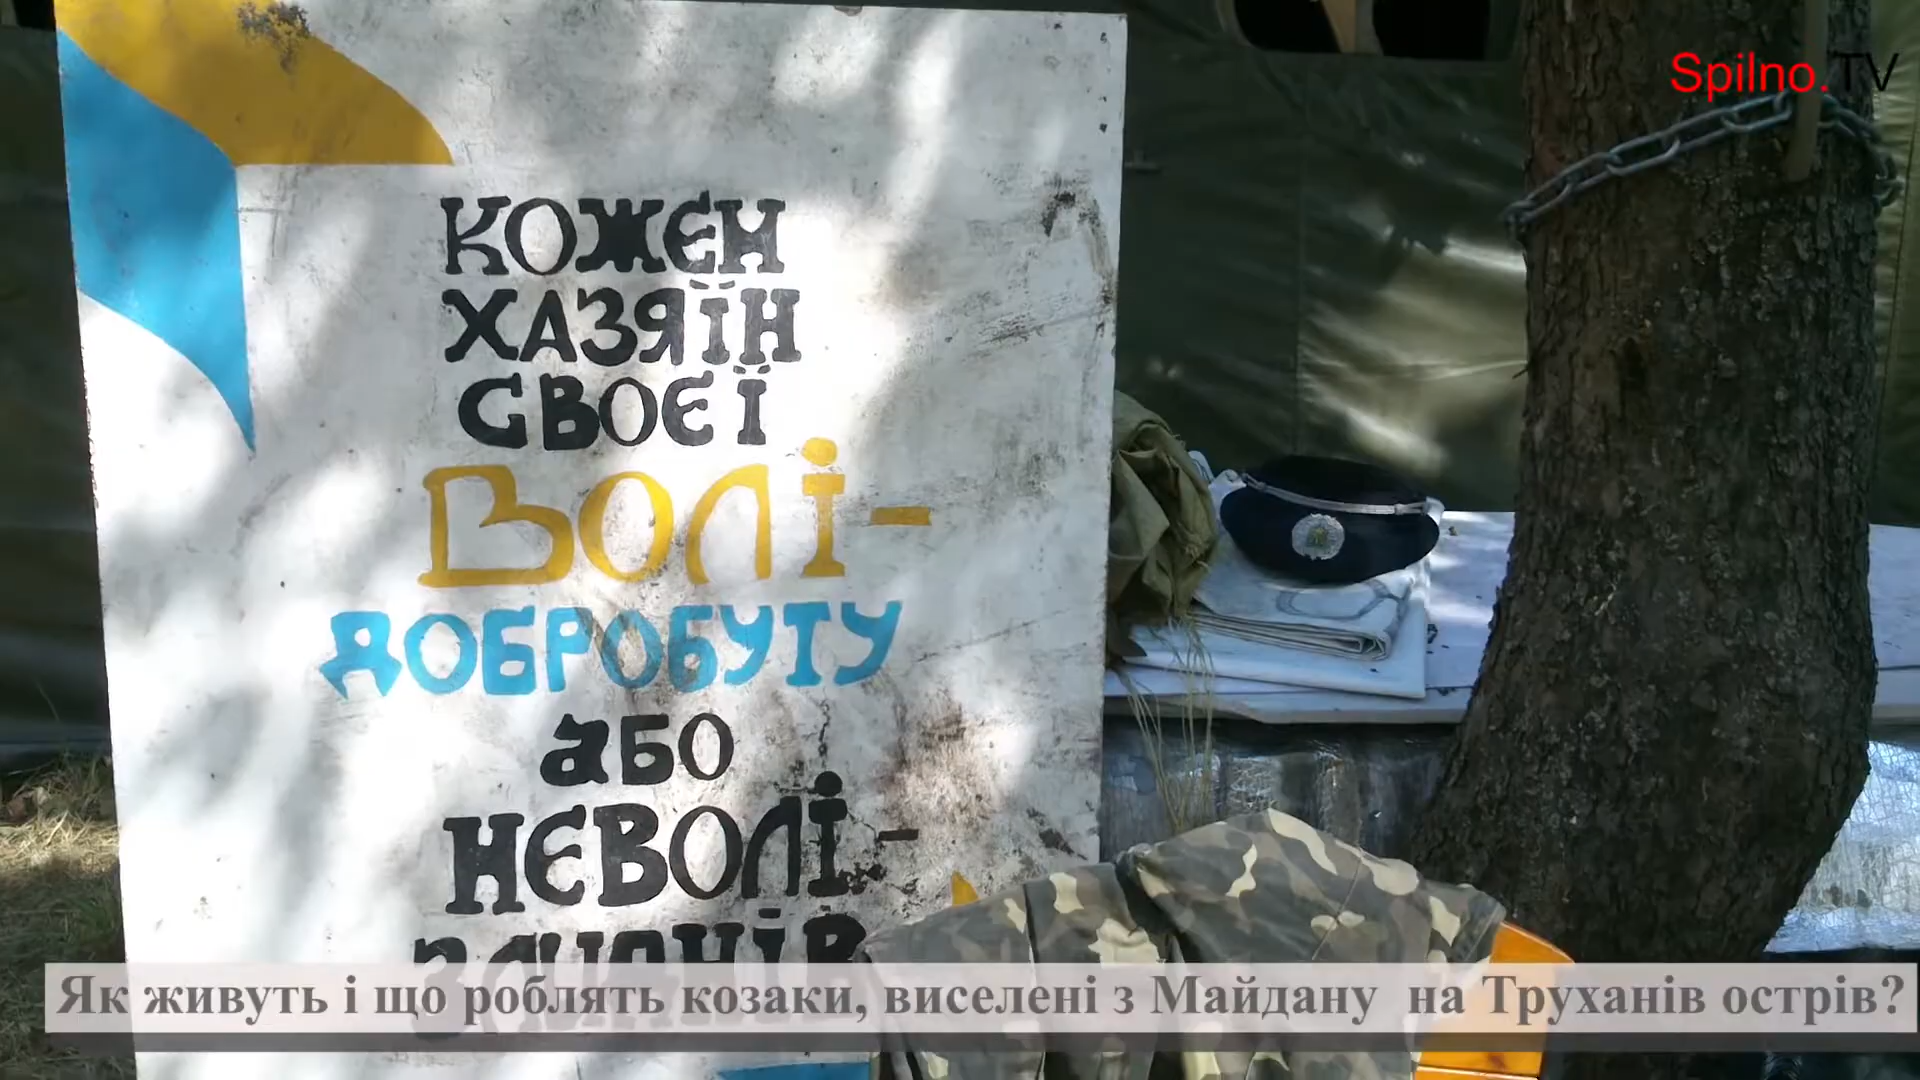 Spilno.TV
КОЖЕН
ХАЗЯЇН
СВОЄЇ
ВОЛІ-
ДОБРОБУТУ
або
НЕВОЛІ-
Як живуть і що роблять козаки, виселені з Майдану на Труханів острів?